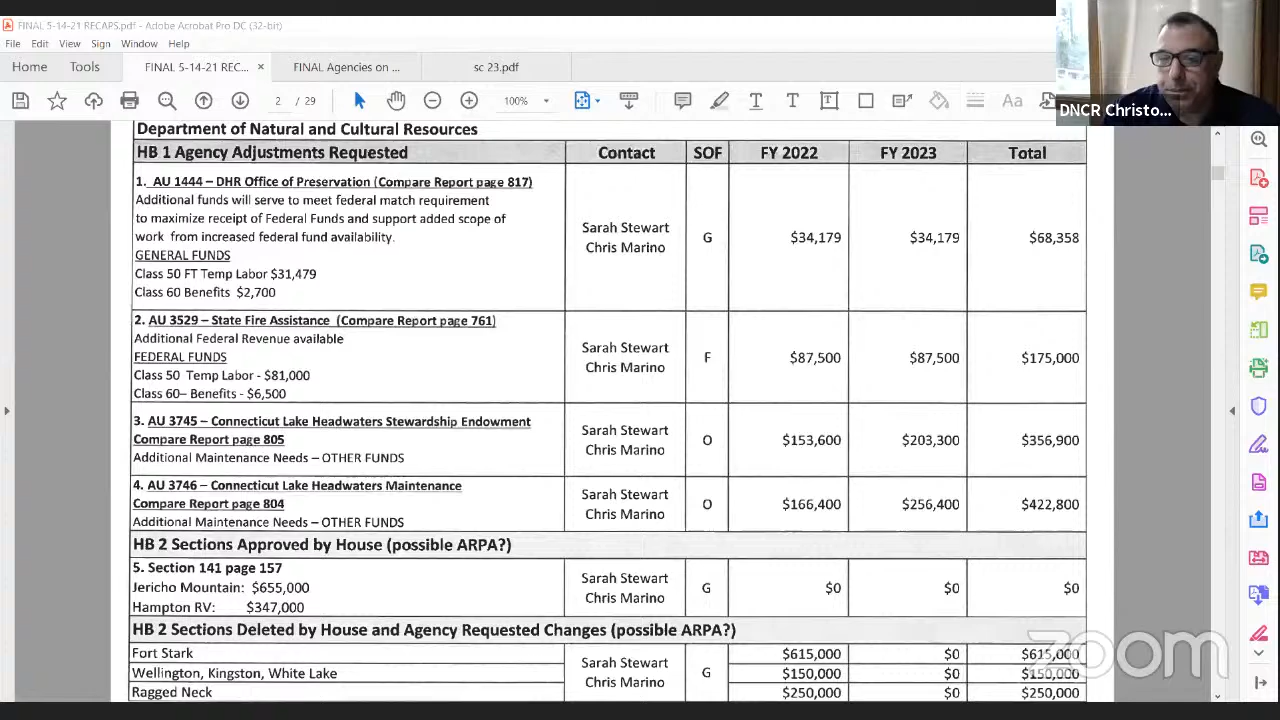 FINAL 5-14-21 RECAPS.pdf - Adobe Acrobat Pro DC (32-bit)
File Edit View Sign Window Help
Home Tools FINAL 5-14-21 REC... × FINAL Agencies on ... sc 23.pdf
2 / 29 100%
DNCR Christo...
Department of Natural and Cultural Resources
HB 1 Agency Adjustments Requested Contact SOF FY 2022 FY 2023 Total
1. AU 1444 – DHR Office of Preservation (Compare Report page 817)
Additional funds will serve to meet federal match requirement
to maximize receipt of Federal Funds and support added scope of
work from increased federal fund availability.
GENERAL FUNDS
Class 50 FT Temp Labor $31,479
Class 60 Benefits $2,700
Sarah Stewart
Chris Marino
G $34,179 $34,179 $68,358
2. AU 3529 – State Fire Assistance (Compare Report page 761)
Additional Federal Revenue available
FEDERAL FUNDS
Class 50 Temp Labor - $81,000
Class 60– Benefits - $6,500
Sarah Stewart
Chris Marino
F $87,500 $87,500 $175,000
3. AU 3745 – Connecticut Lake Headwaters Stewardship Endowment
Compare Report page 805
Additional Maintenance Needs – OTHER FUNDS
Sarah Stewart
Chris Marino
O $153,600 $203,300 $356,900
4. AU 3746 – Connecticut Lake Headwaters Maintenance
Compare Report page 804
Additional Maintenance Needs – OTHER FUNDS
Sarah Stewart
Chris Marino
O $166,400 $256,400 $422,800
HB 2 Sections Approved by House (possible ARPA?)
5. Section 141 page 157
Jericho Mountain: $655,000
Hampton RV: $347,000
Sarah Stewart
Chris Marino
G $0 $0 $0
HB 2 Sections Deleted by House and Agency Requested Changes (possible ARPA?)
Fort Stark $615,000 $0 $615,000
Wellington, Kingston, White Lake $150,000 $0 $150,000
Ragged Neck $250,000 $0 $250,000
Sarah Stewart
Chris Marino
G
zoom